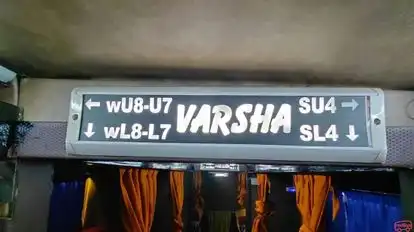 ← wU8-U7 VARSHA SU4 →
↓ wL8-L7 SL4 ↓